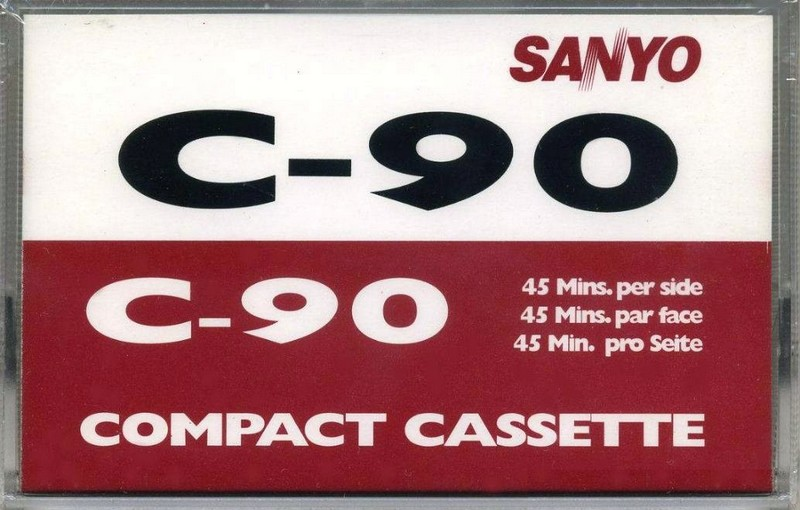 SANYO
C-90
C-90
45 Mins. per side
45 Mins. par face
45 Min. pro Seite
COMPACT CASSETTE